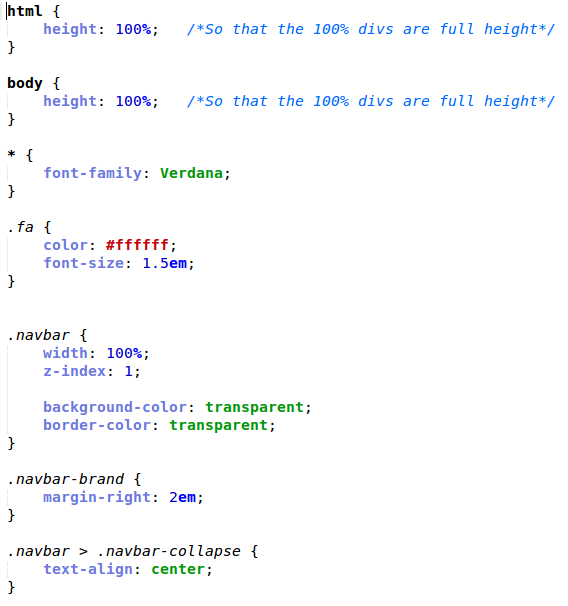 html {
    height: 100%;   /*So that the 100% divs are full height*/
}

body {
    height: 100%;   /*So that the 100% divs are full height*/
}

* {
    font-family: Verdana;
}

.fa {
    color: #ffffff;
    font-size: 1.5em;
}


.navbar {
    width: 100%;
    z-index: 1;

    background-color: transparent;
    border-color: transparent;
}

.navbar-brand {
    margin-right: 2em;
}

.navbar > .navbar-collapse {
    text-align: center;
}